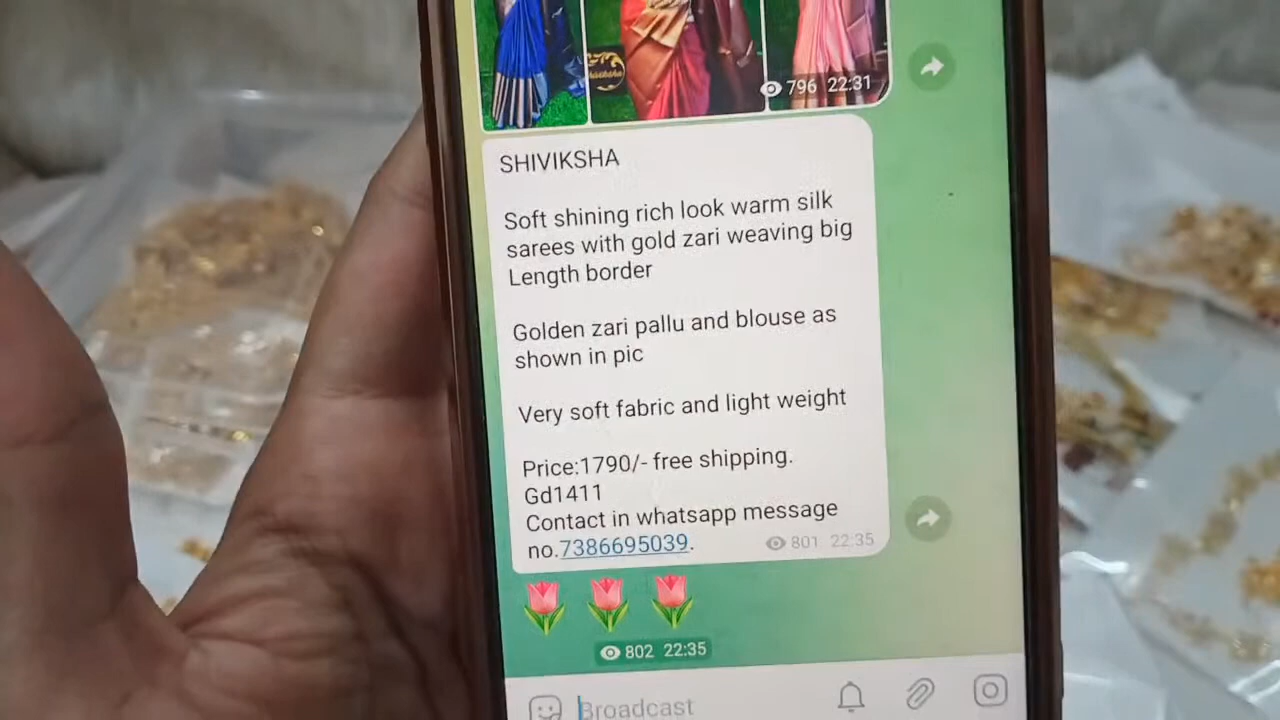 796 22:31
SHIVIKSHA
Soft shining rich look warm silk
sarees with gold zari weaving big
Length border
Golden zari pallu and blouse as
shown in pic
Very soft fabric and light weight
Price:1790/- free shipping.
Gd1411
Contact in whatsapp message
no.7386695039.
801 22:35
802 22:35
Broadcast